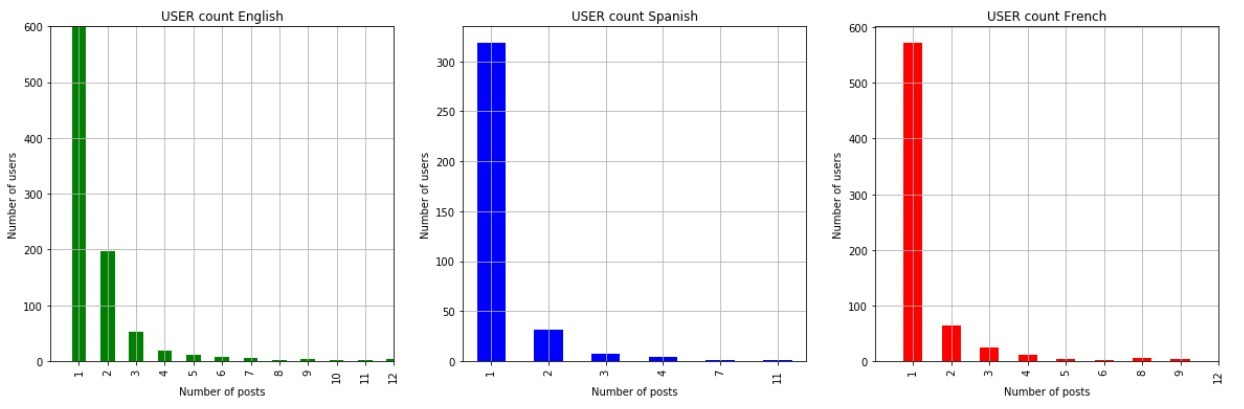 USER count English
Number of users
600
500
400
300
200
100
0
1 2 3 4 5 6 7 8 9 10 11 12
Number of posts
USER count Spanish
Number of users
300
250
200
150
100
50
0
1 2 3 4 7 11
Number of posts
USER count French
Number of users
600
500
400
300
200
100
0
1 2 3 4 5 6 8 9 12
Number of posts